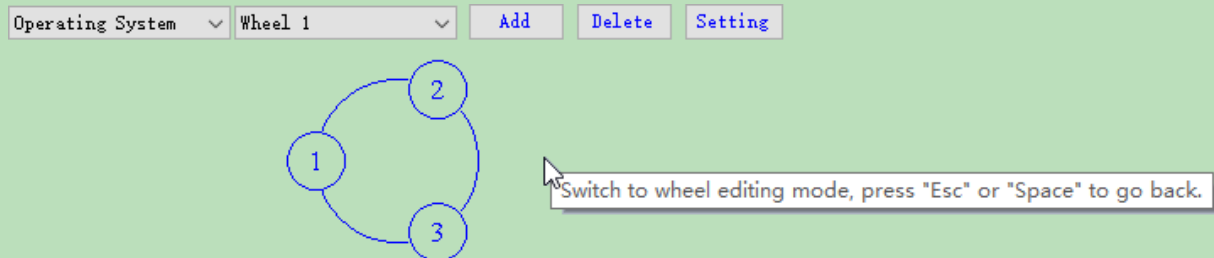 Operating System Wheel 1 Add Delete Setting
2
1
Switch to wheel editing mode, press "Esc" or "Space" to go back.
3